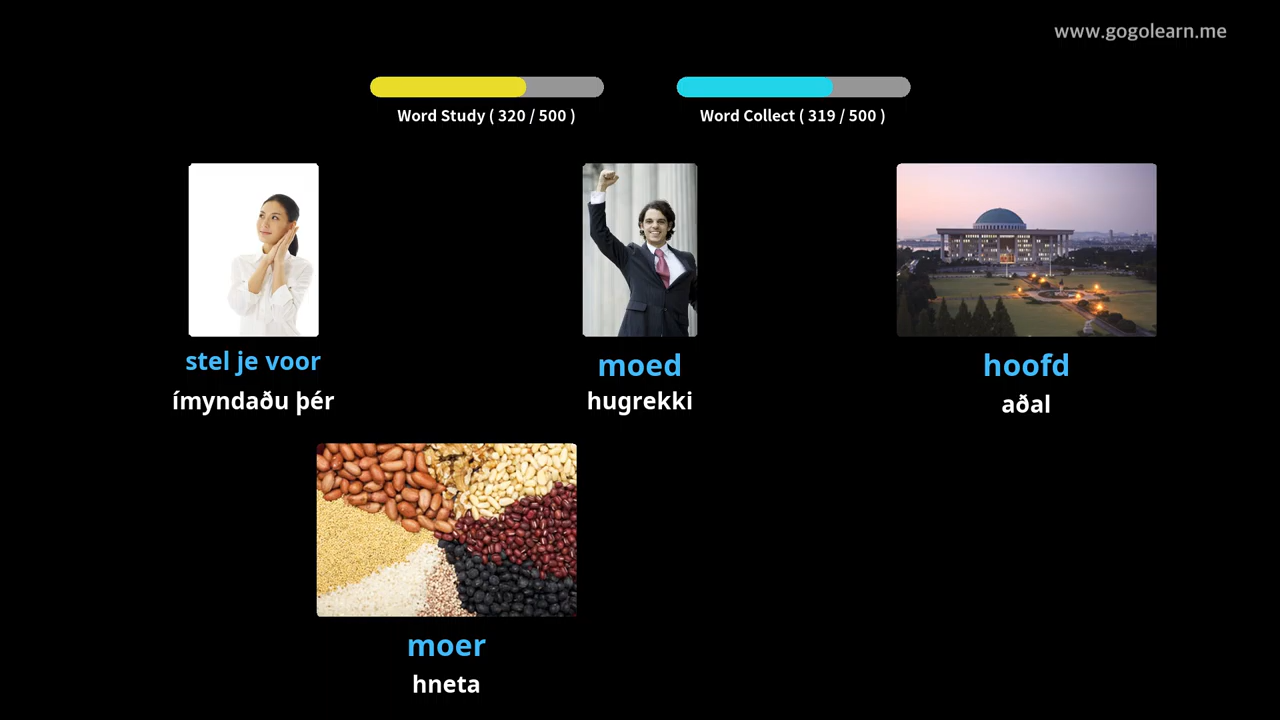 www.gogolearn.me
Word Study ( 320 / 500 )
Word Collect ( 319 / 500 )
stel je voor
ímyndaðu þér
moed
hugrekki
hoofd
aðal
moer
hneta